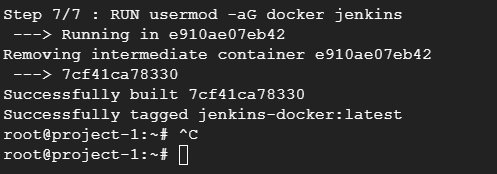 Step 7/7 : RUN usermod -aG docker jenkins
 ---> Running in e910ae07eb42
Removing intermediate container e910ae07eb42
 ---> 7cf41ca78330
Successfully built 7cf41ca78330
Successfully tagged jenkins-docker:latest
root@project-1:~# ^C
root@project-1:~#